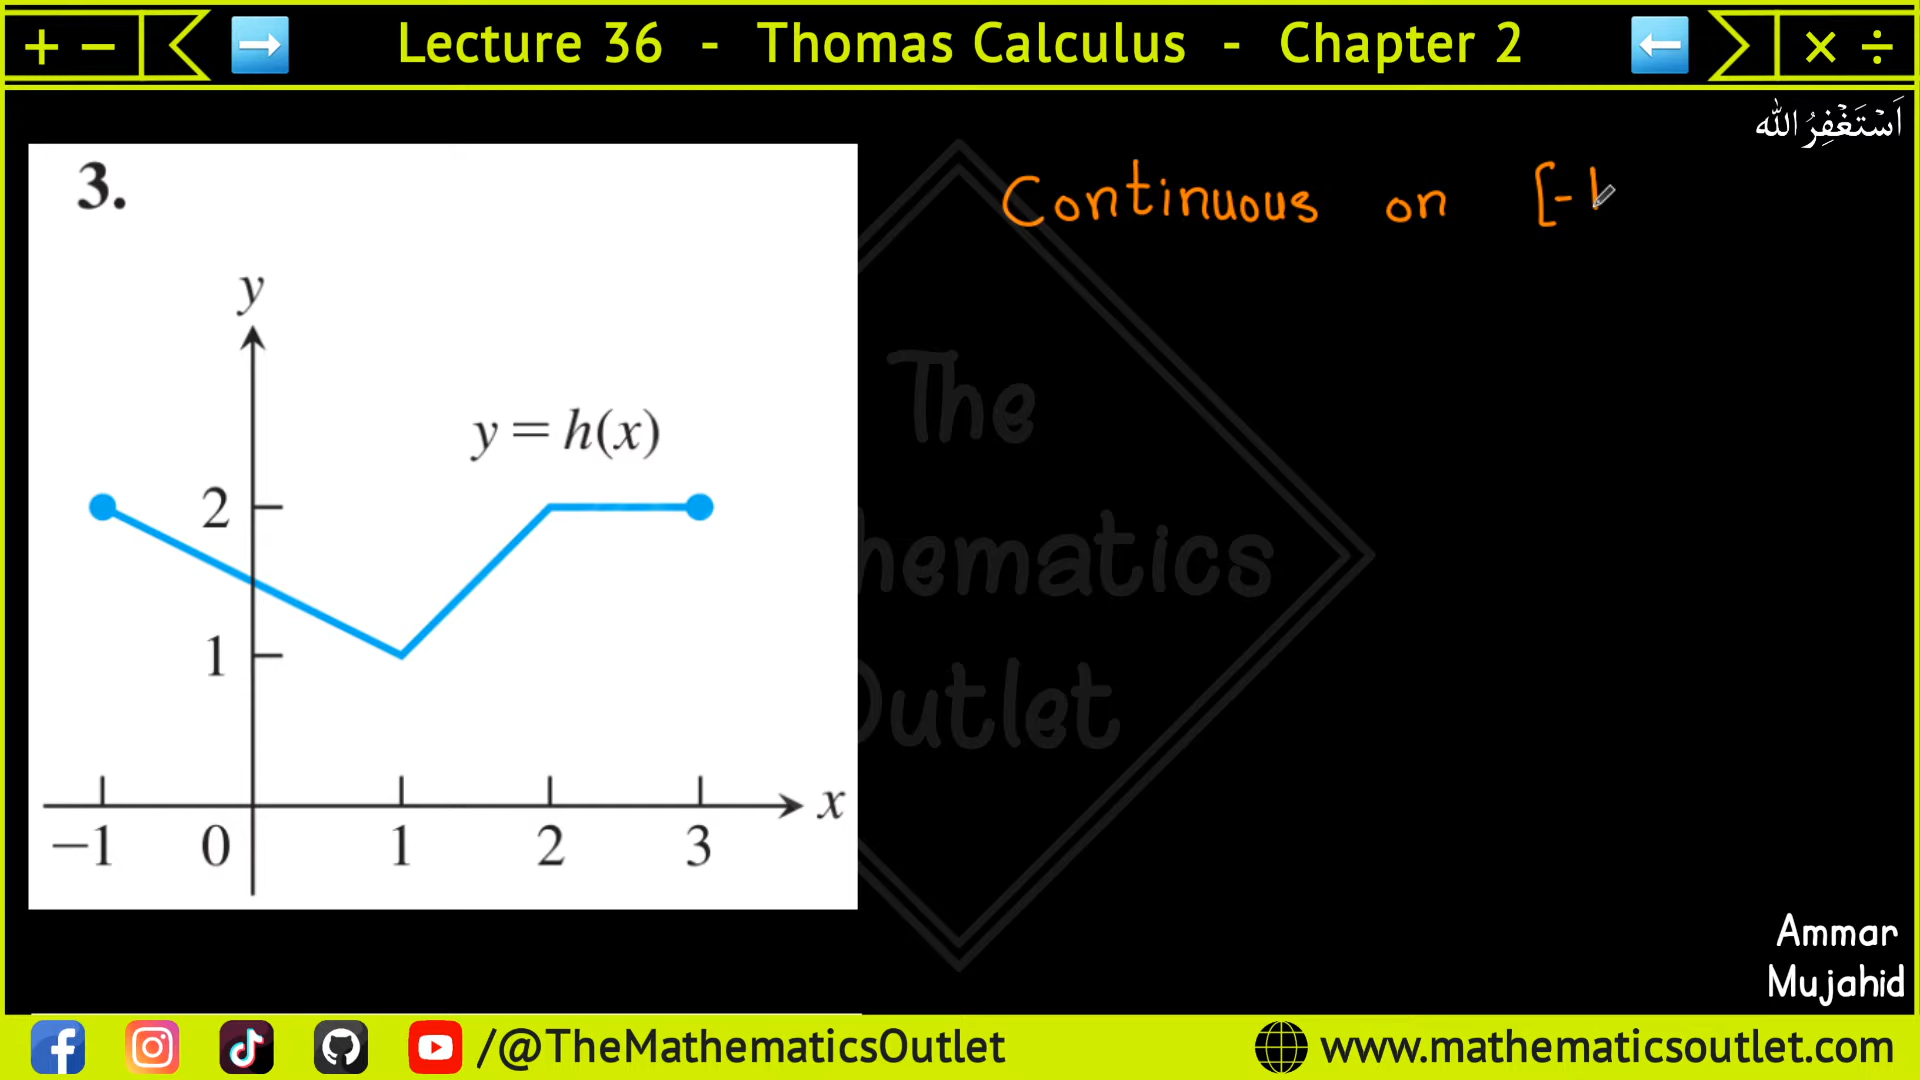 + − Lecture 36 - Thomas Calculus - Chapter 2 × ÷
اَسْتَغْفِرُ اللّٰه
3.
Continuous on [-1
y
y = h(x)
2
1
x
−1 0 1 2 3
The
hematics
Outlet
Ammar
Mujahid
/@TheMathematicsOutlet www.mathematicsoutlet.com